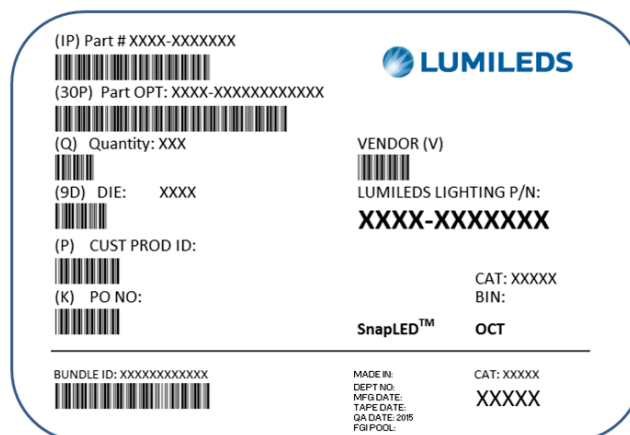 (IP) Part # XXXX-XXXXXXX
LUMILEDS
(30P) Part OPT: XXXX-XXXXXXXXXXXX
(Q) Quantity: XXX
VENDOR (V)
(9D) DIE: XXXX
LUMILEDS LIGHTING P/N:
XXXX-XXXXXXX
(P) CUST PROD ID:
CAT: XXXXX
(K) PO NO:
BIN:
SnapLED™ OCT
BUNDLE ID: XXXXXXXXXXXX
MADE IN:
CAT: XXXXX
DEPT NO:
MFG DATE:
XXXXX
TAPE DATE:
QA DATE: 2015
FGI POOL: